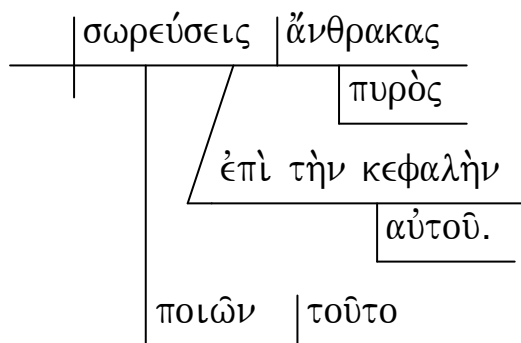 σωρεύσεις ἄνθρακας
πυρὸς
ἐπὶ τὴν κεφαλὴν
αὐτοῦ.
ποιῶν τοῦτο